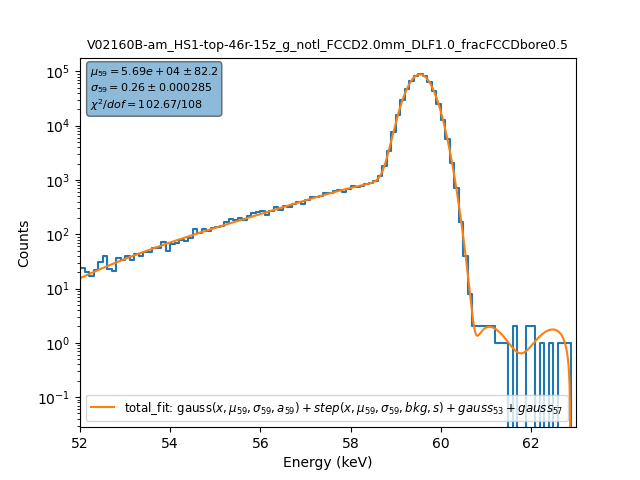 V02160B-am_HS1-top-46r-15z_g_notl_FCCD2.0mm_DLF1.0_fracFCCDbore0.5
μ₅₉ = 5.69e + 04 ± 82.2
σ₅₉ = 0.26 ± 0.000285
χ²/dof = 102.67/108
10⁵
10⁴
10³
10²
10¹
10⁰
10⁻¹
Counts
total_fit: gauss(x, μ₅₉, σ₅₉, a₅₉) + step(x, μ₅₉, σ₅₉, bkg, s) + gauss₅₃ + gauss₅₇
52 54 56 58 60 62
Energy (keV)